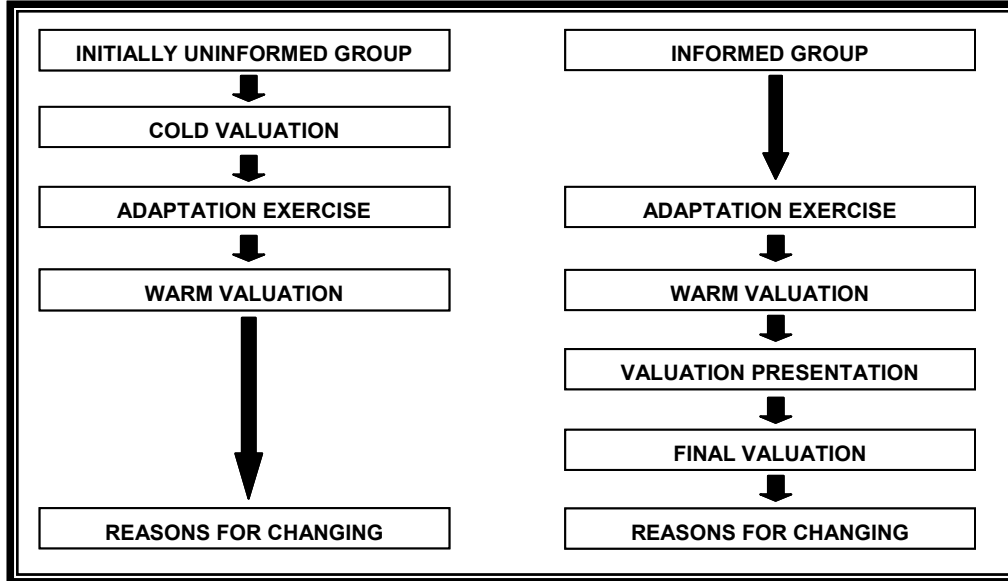 INITIALLY UNINFORMED GROUP
COLD VALUATION
ADAPTATION EXERCISE
WARM VALUATION
REASONS FOR CHANGING
INFORMED GROUP
ADAPTATION EXERCISE
WARM VALUATION
VALUATION PRESENTATION
FINAL VALUATION
REASONS FOR CHANGING